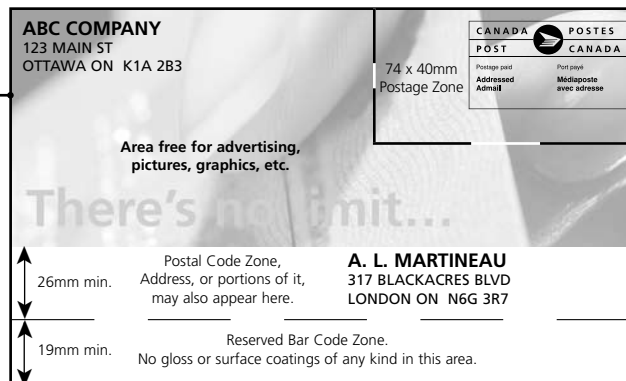 ABC COMPANY
123 MAIN ST
OTTAWA ON K1A 2B3
74 x 40mm
Postage Zone
CANADA POSTES
POST CANADA
Postage paid Port payé
Addressed Médiaposte
Admail avec adresse
Area free for advertising,
pictures, graphics, etc.
There's no limit...
26mm min.
Postal Code Zone,
Address, or portions of it,
may also appear here.
A. L. MARTINEAU
317 BLACKACRES BLVD
LONDON ON N6G 3R7
19mm min.
Reserved Bar Code Zone.
No gloss or surface coatings of any kind in this area.